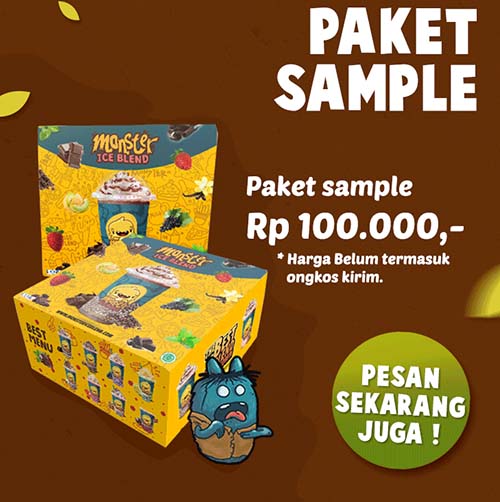 PAKET
SAMPLE
Monster
ICE BLEND
Paket sample
Rp 100.000,-
* Harga Belum termasuk
ongkos kirim.
Monster
ICE BLEND
BEST
MENU
PESAN
SEKARANG
JUGA !